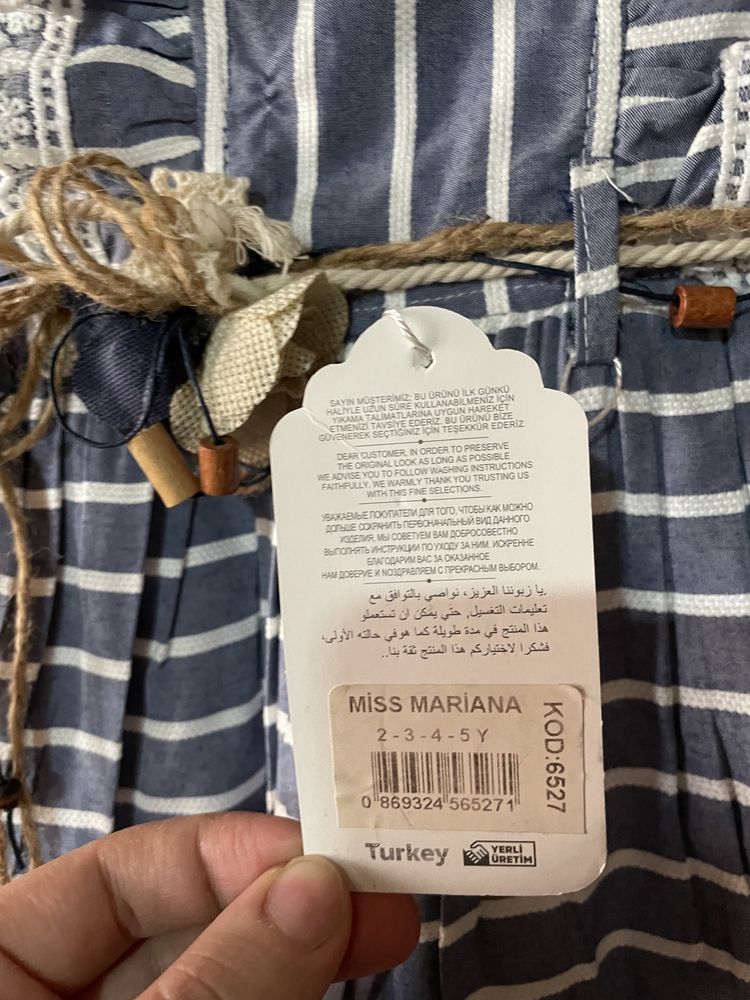 SAYIN MÜŞTERİMİZ; BU ÜRÜNÜ İLK GÜNKÜ
HALİYLE UZUN SÜRE KULLANABİLMENİZ İÇİN
YIKAMA TALİMATLARINA UYGUN HAREKET
ETMENİZİ TAVSİYE EDERİZ. BU ÜRÜNÜ BİZE
GÜVENEREK SEÇTİĞİNİZ İÇİN TEŞEKKÜR EDERİZ.
DEAR CUSTOMER, IN ORDER TO PRESERVE
THE ORIGINAL LOOK AS LONG AS POSSIBLE
WE ADVISE YOU TO FOLLOW WASHING INSTRUCTIONS
FAITHFULLY. WE WARMLY THANK YOU TRUSTING US
WITH THIS FINE SELECTIONS.
УВАЖАЕМЫЕ ПОКУПАТЕЛИ ДЛЯ ТОГО, ЧТОБЫ КАК МОЖНО
ДОЛЬШЕ СОХРАНИТЬ ПЕРВОНАЧАЛЬНЫЙ ВИД ДАННОГО
ИЗДЕЛИЯ, МЫ СОВЕТУЕМ ВАМ ДОБРОСОВЕСТНО
ВЫПОЛНЯТЬ ИНСТРУКЦИИ ПО УХОДУ ЗА НИМ. ИСКРЕННЕ
БЛАГОДАРИМ ВАС ЗА ОКАЗАННОЕ
НАМ ДОВЕРИЕ И NОЗДРАВЛЯЕМ С ПРЕКРАСНЫМ ВЫБОРОМ.
يا زبوننا العزيز، نواصي بالتوافق مع.
تعليمات التغسيل, حتّي يمكن ان تستعملو
هذا المنتج في مدة طويلة كما هوفي حالته الأولى،
فشكرا لاختياركم هذا المنتج ثقة بنا..
MİSS MARİANA
2 - 3 - 4 - 5 Y
0 869324 565271
KOD:6527
Turkey
YERLİ
ÜRETİM